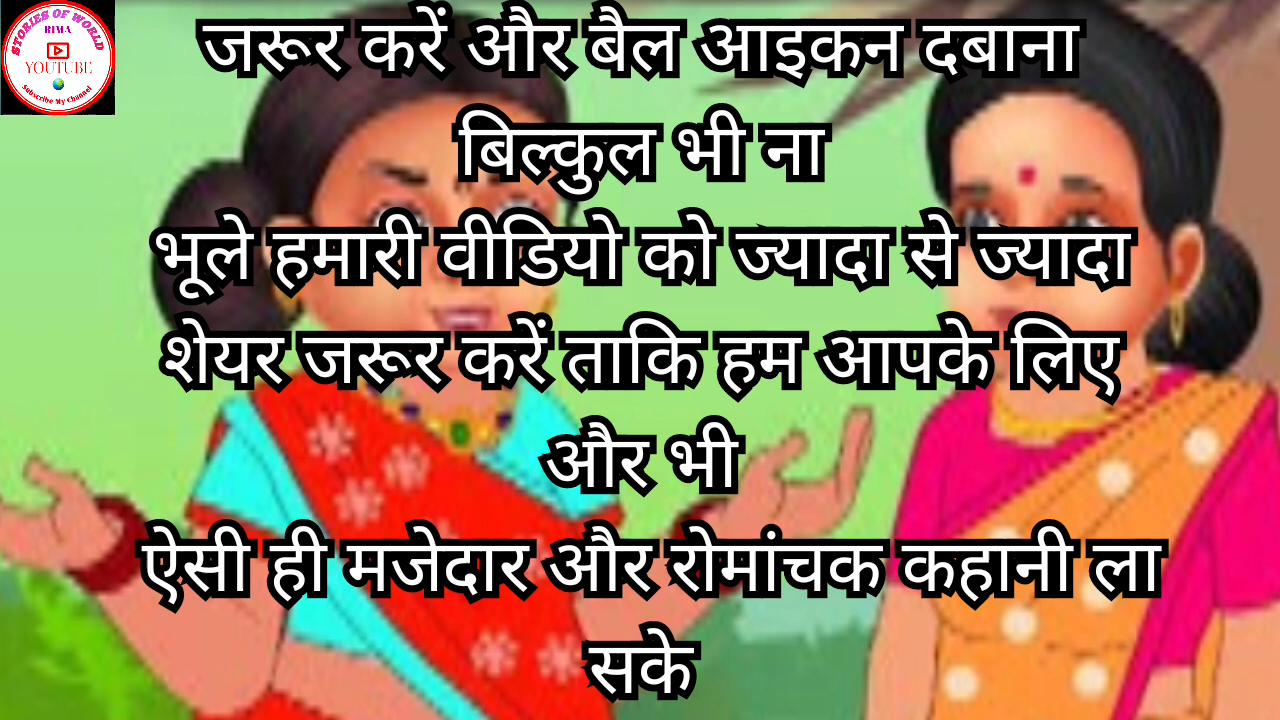 STORIES OF WORLD
RIMA
YOUTUBE
Subscribe My Channel
जरूर करें और बैल आइकन दबाना
बिल्कुल भी ना
भूले हमारी वीडियो को ज्यादा से ज्यादा
शेयर जरूर करें ताकि हम आपके लिए
और भी
ऐसी ही मजेदार और रोमांचक कहानी ला
सके